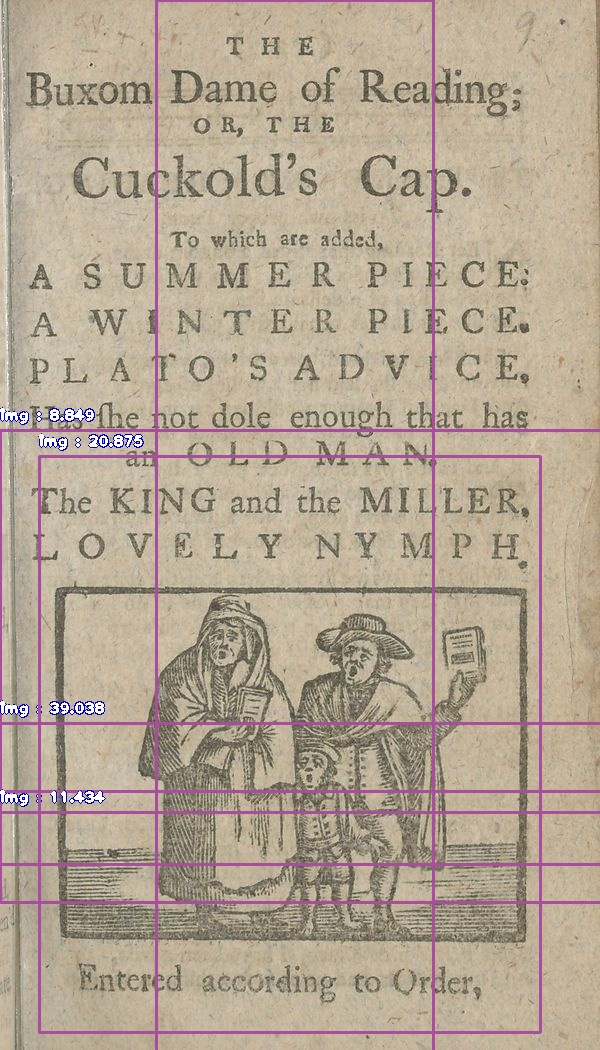 9.
THE
Buxom Dame of Reading;
OR, THE
Cuckold's Cap.
To which are added,
A SUMMER PIECE:
A WINTER PIECE.
PLATO'S ADVICE,
Has ſhe not dole enough that has
an OLD MAN.
The KING and the MILLER.
LOVELY NYMPH.
Entered according to Order,
img : 8.849
img : 20.875
img : 39.038
img : 11.434